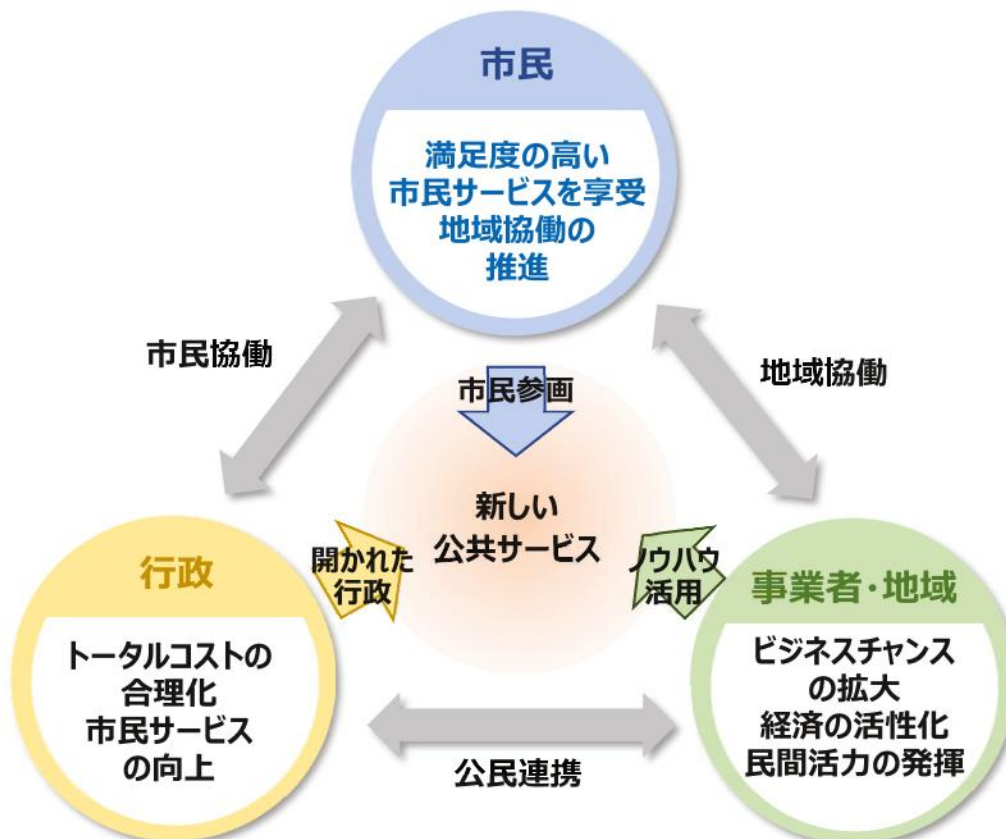 市民
満足度の高い
市民サービスを享受
地域協働の
推進
市民協働
地域協働
市民参画
新しい
公共サービス
開かれた
行政
ノウハウ
活用
行政
トータルコストの
合理化
市民サービス
の向上
事業者・地域
ビジネスチャンス
の拡大
経済の活性化
民間活力の発揮
公民連携